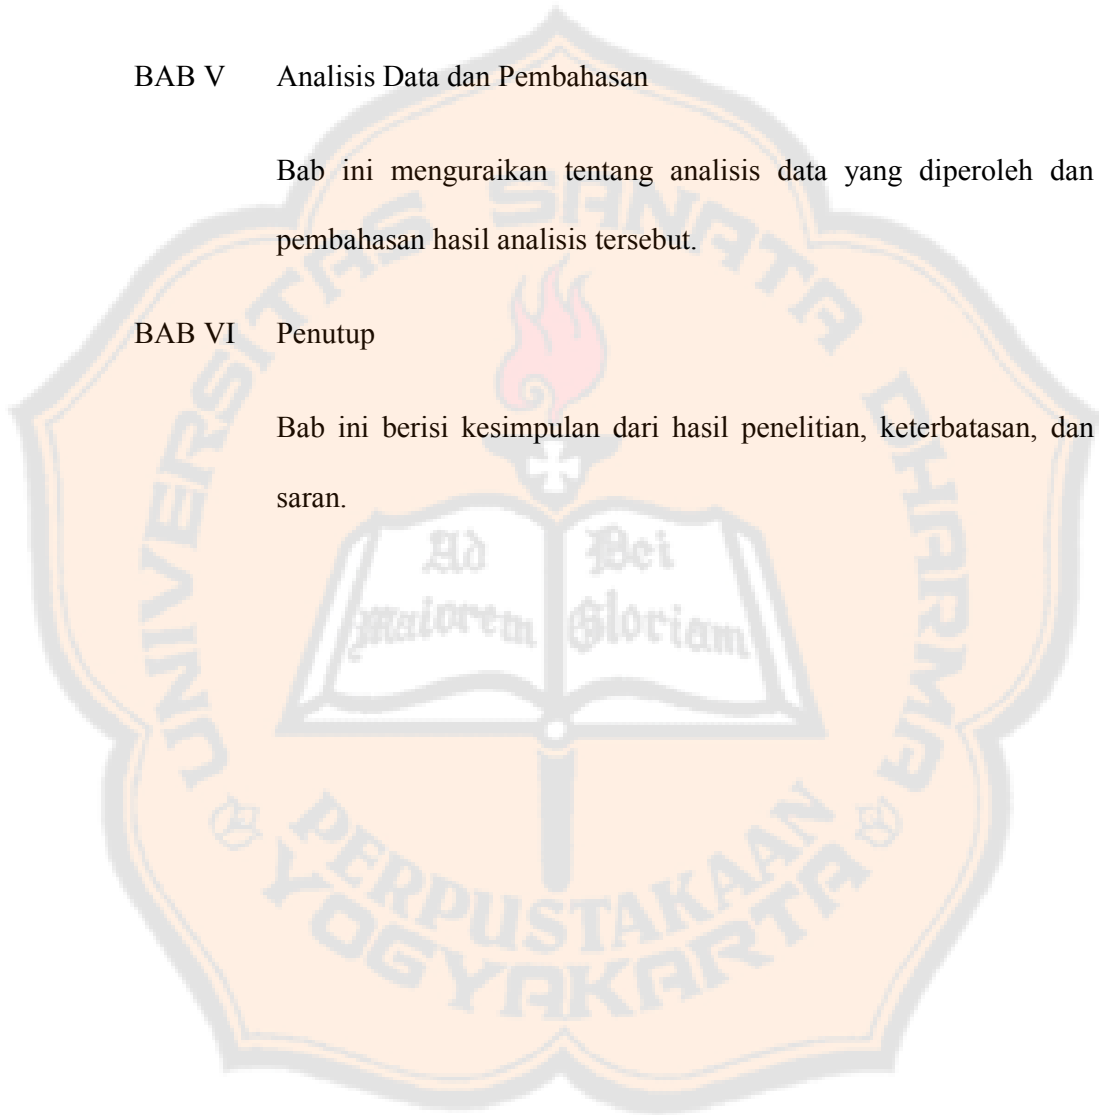 BAB V Analisis Data dan Pembahasan
Bab ini menguraikan tentang analisis data yang diperoleh dan
pembahasan hasil analisis tersebut.
BAB VI Penutup
Bab ini berisi kesimpulan dari hasil penelitian, keterbatasan, dan
saran.
UNIVERSITAS SANATA DHARMA
Ad Dei
Maiorem Gloriam
PERPUSTAKAAN
YOGYAKARTA